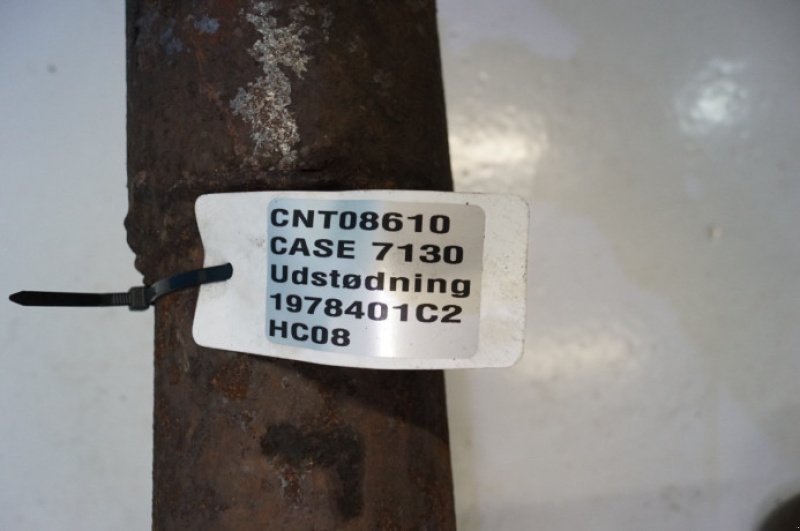 CNT08610
CASE 7130
Udstødning
1978401C2
HC08